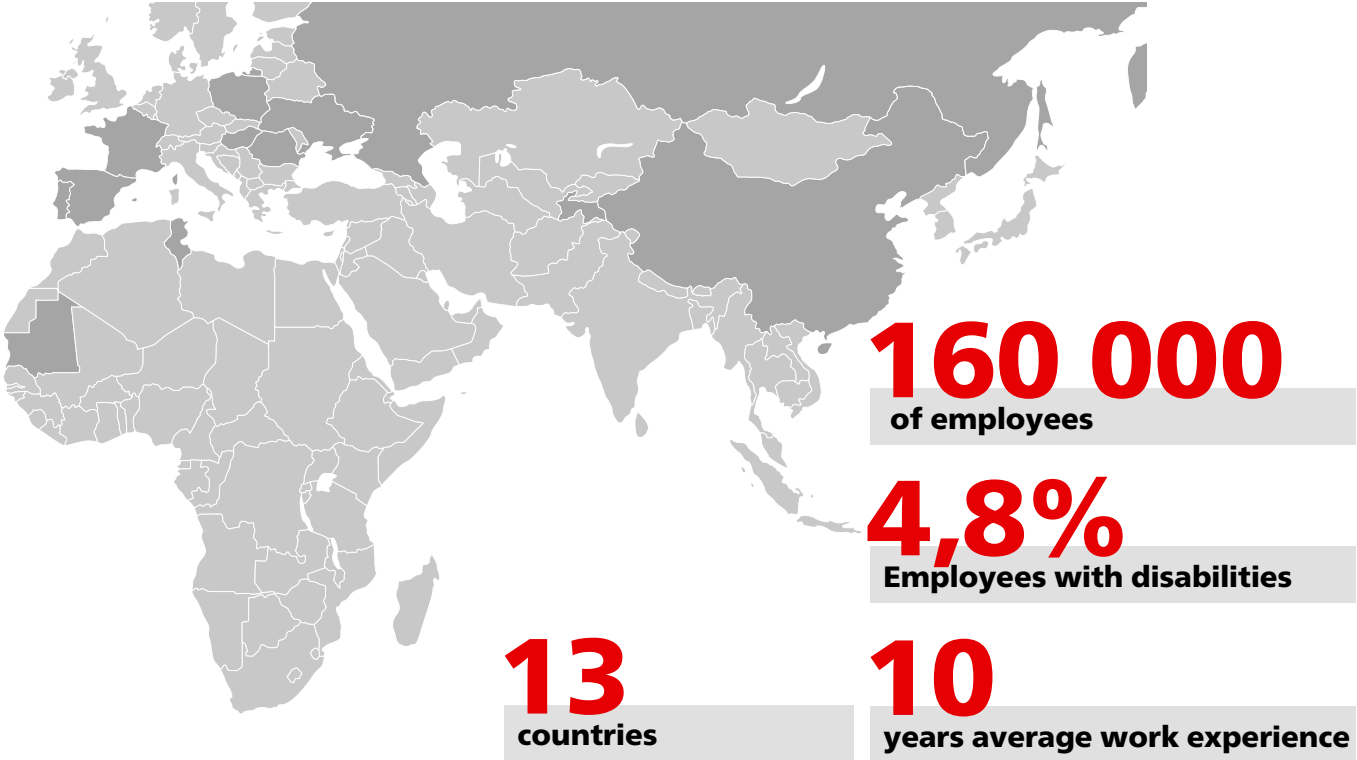 160 000
of employees
4,8%
Employees with disabilities
13
countries
10
years average work experience